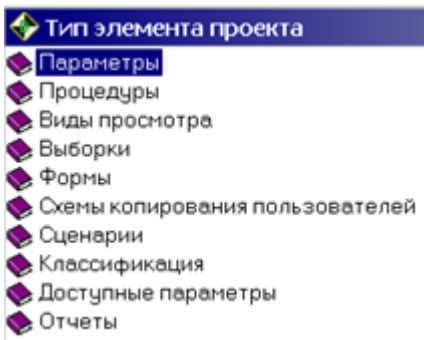 Тип элемента проекта
Параметры
Процедуры
Виды просмотра
Выборки
Формы
Схемы копирования пользователей
Сценарии
Классификация
Доступные параметры
Отчеты